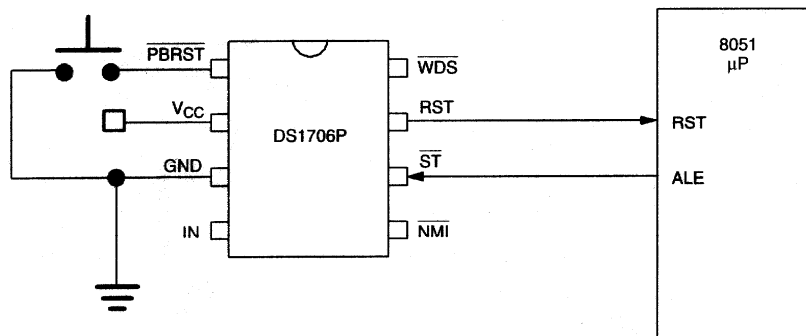 PBRST
VCC
GND
IN
DS1706P
WDS
RST
ST
NMI
8051
μP
RST
ALE